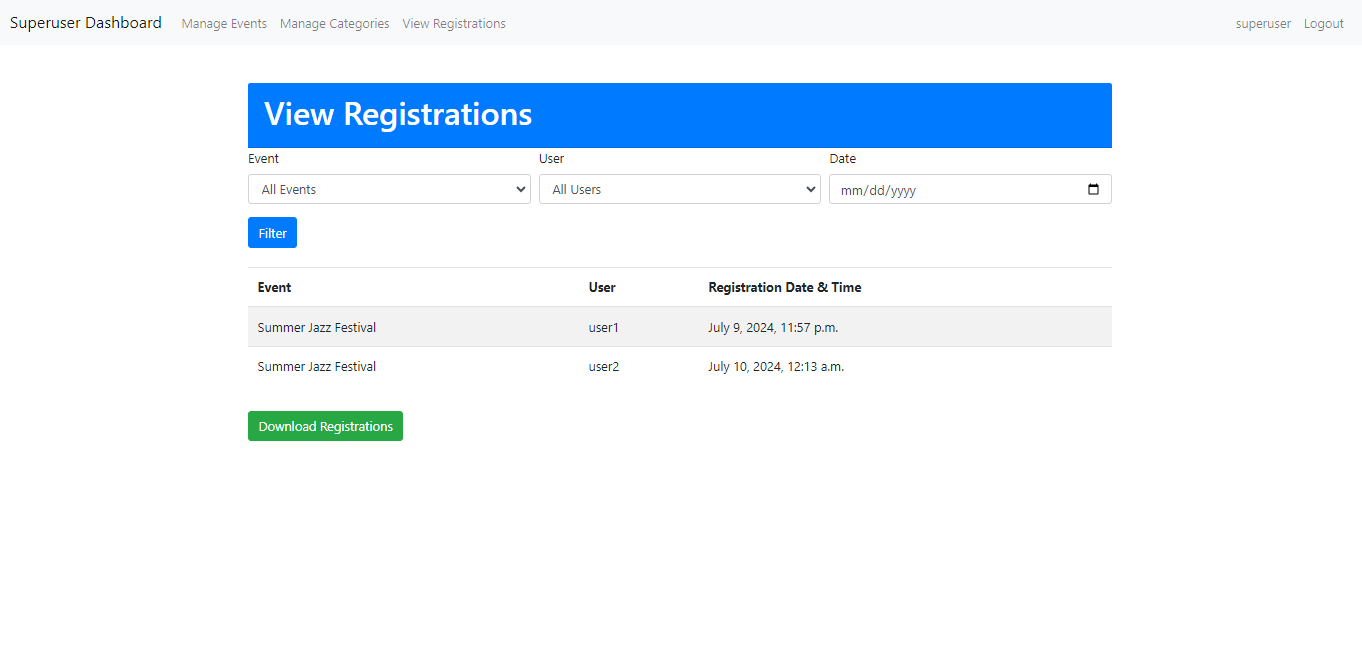 Superuser Dashboard Manage Events Manage Categories View Registrations superuser Logout
View Registrations
Event User Date
All Events All Users mm/dd/yyyy
Filter
Event User Registration Date & Time
Summer Jazz Festival user1 July 9, 2024, 11:57 p.m.
Summer Jazz Festival user2 July 10, 2024, 12:13 a.m.
Download Registrations